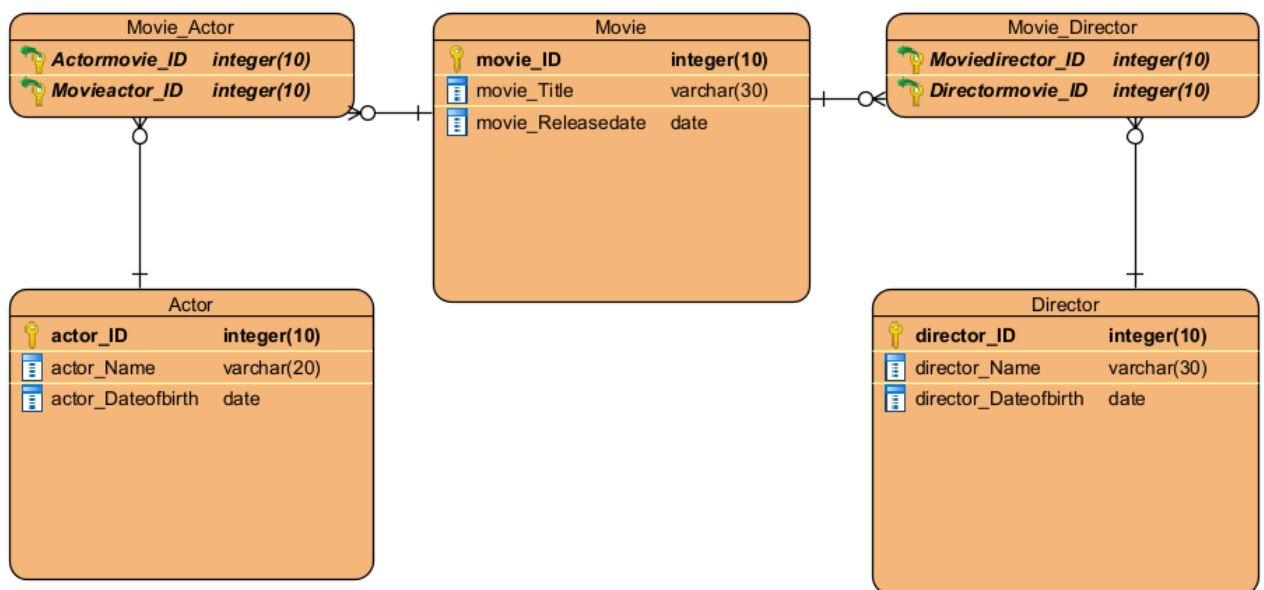 Movie_Actor
Actormovie_ID integer(10)
Movieactor_ID integer(10)
Movie
movie_ID integer(10)
movie_Title varchar(30)
movie_Releasedate date
Movie_Director
Moviedirector_ID integer(10)
Directormovie_ID integer(10)
Actor
actor_ID integer(10)
actor_Name varchar(20)
actor_Dateofbirth date
Director
director_ID integer(10)
director_Name varchar(30)
director_Dateofbirth date